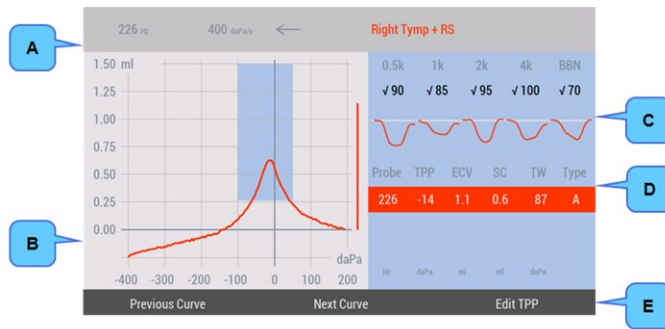 A
226 Hz 400 daPa/s Right Tymp + RS
1.50 ml
1.25
1.00
0.75
0.50
0.25
0.00
daPa
-400 -300 -200 -100 0 100 200
0.5k 1k 2k 4k BBN
√ 90 √ 85 √ 95 √ 100 √ 70
C
Probe TPP ECV SC TW Type
D
226 -14 1.1 0.6 87 A
B
Hz daPa ml ml daPa
Previous Curve Next Curve Edit TPP
E